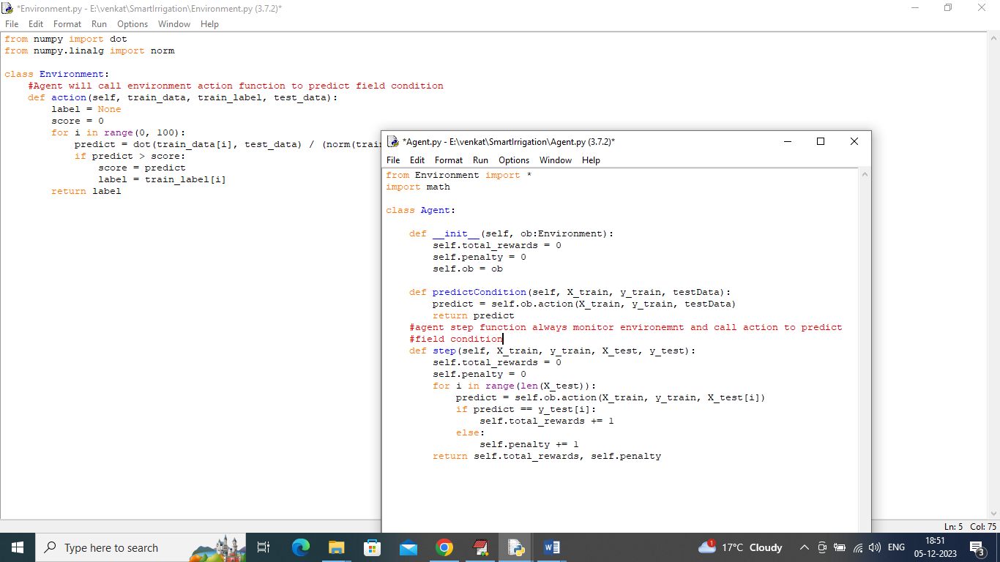 *Environment.py - E:\venkat\SmartIrrigation\Environment.py (3.7.2)*
File Edit Format Run Options Window Help
from numpy import dot
from numpy.linalg import norm
class Environment:
#Agent will call environment action function to predict field condition
def action(self, train_data, train_label, test_data):
label = None
score = 0
for i in range(0, 100):
predict = dot(train_data[i], test_data) / (norm(trai
if predict > score:
score = predict
label = train_label[i]
return label
*Agent.py - E:\venkat\SmartIrrigation\Agent.py (3.7.2)*
File Edit Format Run Options Window Help
from Environment import *
import math
class Agent:
def __init__(self, ob:Environment):
self.total_rewards = 0
self.penalty = 0
self.ob = ob
def predictCondition(self, X_train, y_train, testData):
predict = self.ob.action(X_train, y_train, testData)
return predict
#agent step function always monitor environemnt and call action to predict
#field condition
def step(self, X_train, y_train, X_test, y_test):
self.total_rewards = 0
self.penalty = 0
for i in range(len(X_test)):
predict = self.ob.action(X_train, y_train, X_test[i])
if predict == y_test[i]:
self.total_rewards += 1
else:
self.penalty += 1
return self.total_rewards, self.penalty
Ln: 5 Col: 75
Type here to search
1
17°C Cloudy
ENG
18:51
05-12-2023
3